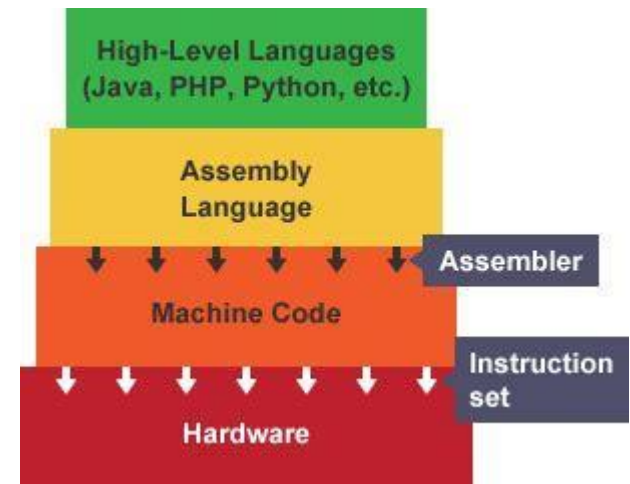 High-Level Languages
(Java, PHP, Python, etc.)
Assembly
Language
Assembler
Machine Code
Instruction
set
Hardware